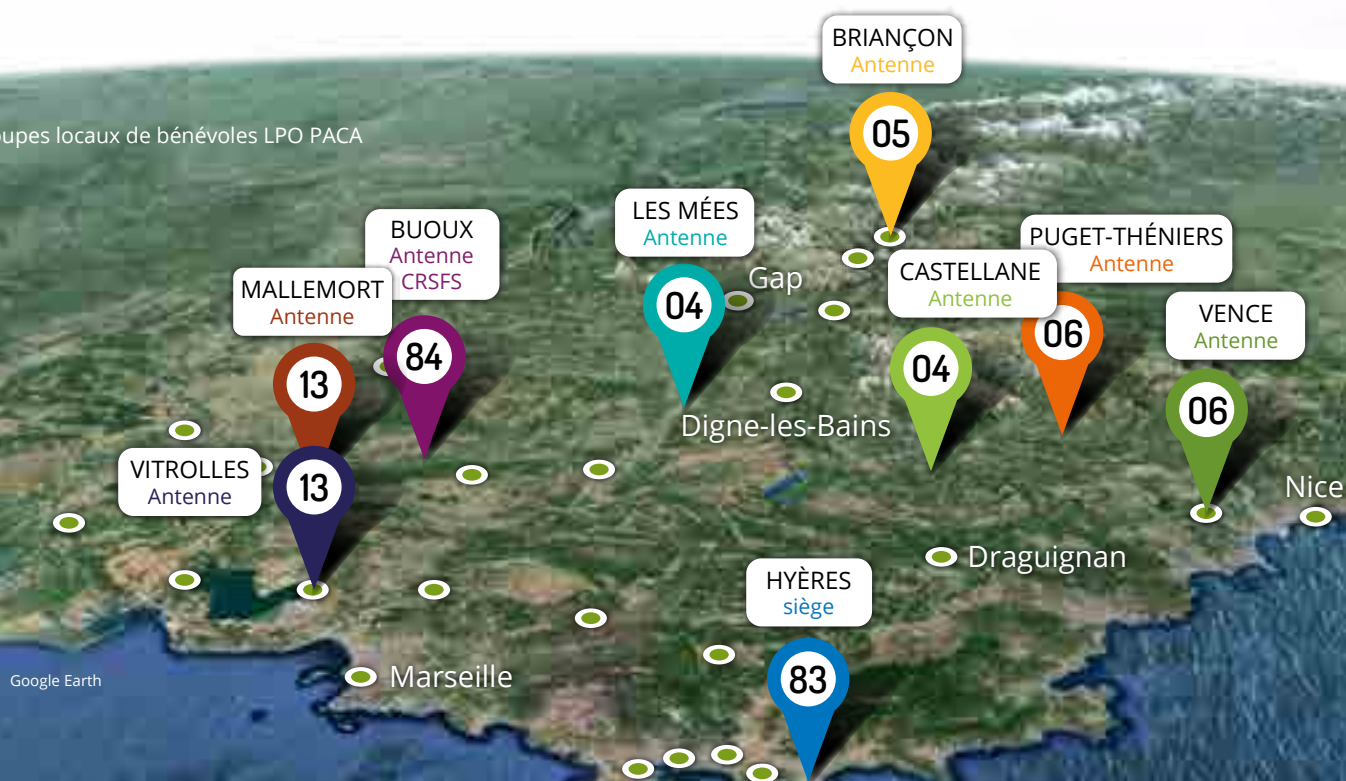 BRIANÇON
Antenne
05
oupes locaux de bénévoles LPO PACA
LES MÉES
Antenne
04
BUOUX
Antenne
CRSFS
84
PUGET-THÉNIERS
Antenne
06
CASTELLANE
Antenne
04
Gap
MALLEMORT
Antenne
13
VENCE
Antenne
06
Digne-les-Bains
VITROLLES
Antenne
13
Nice
Draguignan
HYÈRES
siège
83
Marseille
Google Earth